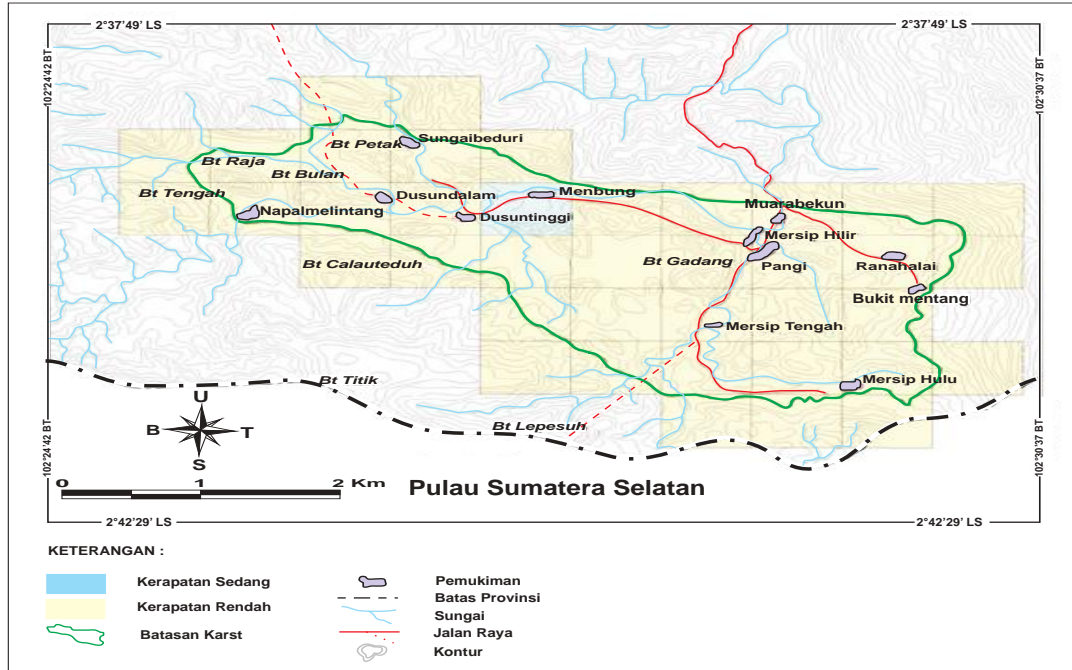 2°37'49' LS
2°37'49' LS
102°24'42 BT
102°30'37 BT
Sungaibeduri
Bt Petak
Bt Raja
Bt Bulan
Bt Tengah
Dusundalam
Menbung
Napalmelintang
Dusuntinggi
Muarabekun
Mersip Hilir
Bt Calauteduh
Bt Gadang
Pangi
Ranahalai
Bukit mentang
Mersip Tengah
Bt Titik
Mersip Hulu
Bt Lepesuh
U
B
T
S
102°24'42 BT
102°30'37 BT
0
1
2 Km
Pulau Sumatera Selatan
2°42'29' LS
2°42'29' LS
KETERANGAN :
Kerapatan Sedang
Kerapatan Rendah
Batasan Karst
Pemukiman
Batas Provinsi
Sungai
Jalan Raya
Kontur